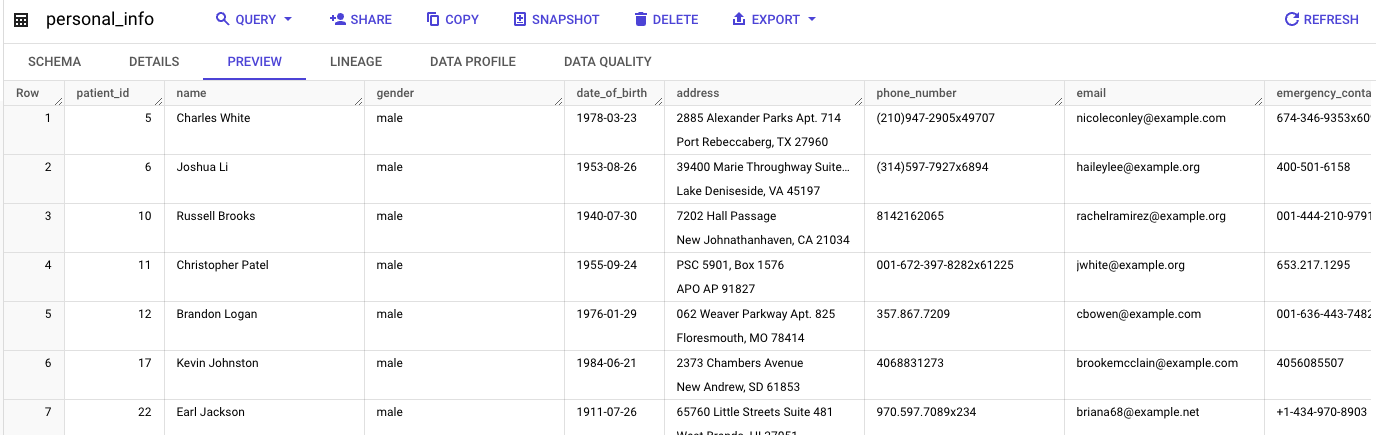 personal_info QUERY SHARE COPY SNAPSHOT DELETE EXPORT REFRESH
SCHEMA DETAILS PREVIEW LINEAGE DATA PROFILE DATA QUALITY
Row patient_id name gender date_of_birth address phone_number email emergency_conta
1 5 Charles White male 1978-03-23 2885 Alexander Parks Apt. 714 (210)947-2905x49707 nicoleconley@example.com 674-346-9353x60
Port Rebeccaberg, TX 27960
2 6 Joshua Li male 1953-08-26 39400 Marie Throughway Suite... (314)597-7927x6894 haileylee@example.org 400-501-6158
Lake Deniseside, VA 45197
3 10 Russell Brooks male 1940-07-30 7202 Hall Passage 8142162065 rachelramirez@example.org 001-444-210-9791
New Johnathanhaven, CA 21034
4 11 Christopher Patel male 1955-09-24 PSC 5901, Box 1576 001-672-397-8282x61225 jwhite@example.org 653.217.1295
APO AP 91827
5 12 Brandon Logan male 1976-01-29 062 Weaver Parkway Apt. 825 357.867.7209 cbowen@example.com 001-636-443-7482
Floresmouth, MO 78414
6 17 Kevin Johnston male 1984-06-21 2373 Chambers Avenue 4068831273 brookemcclain@example.com 4056085507
New Andrew, SD 61853
7 22 Earl Jackson male 1911-07-26 65760 Little Streets Suite 481 970.597.7089x234 briana68@example.net +1-434-970-8903